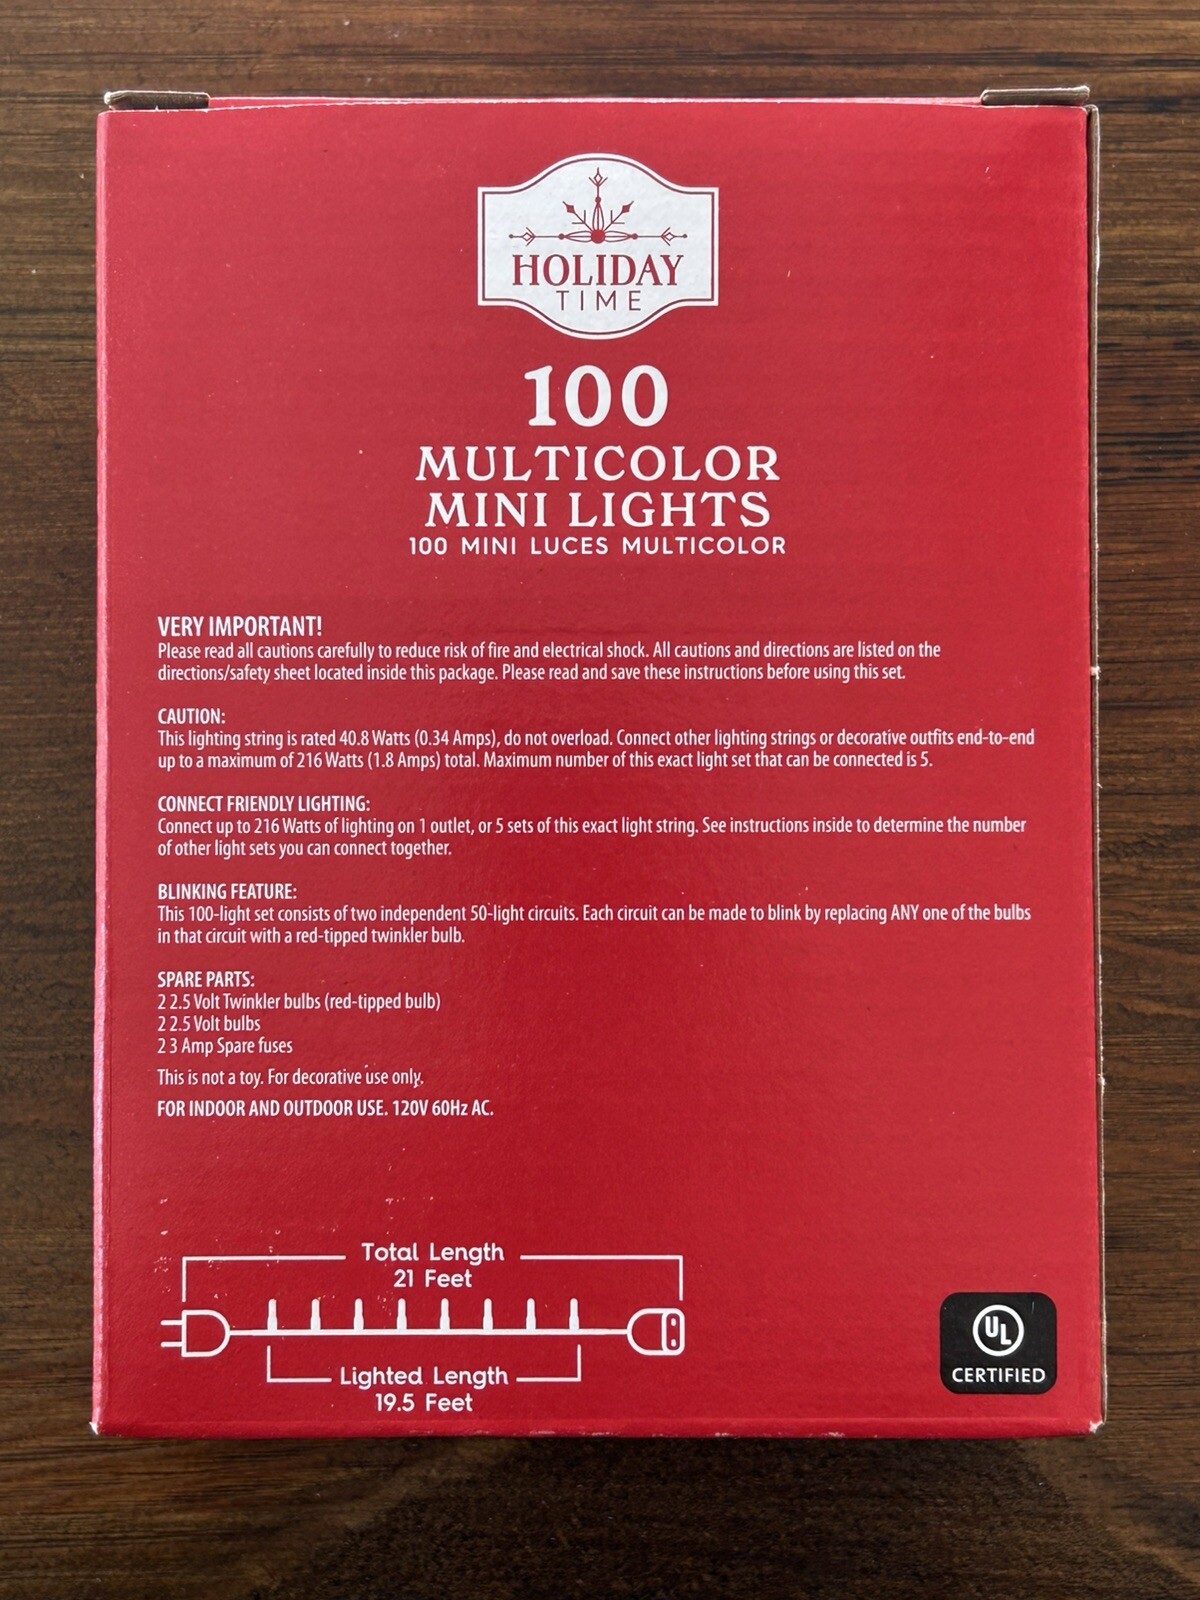 HOLIDAY
TIME
100
MULTICOLOR
MINI LIGHTS
100 MINI LUCES MULTICOLOR
VERY IMPORTANT!
Please read all cautions carefully to reduce risk of fire and electrical shock. All cautions and directions are listed on the
directions/safety sheet located inside this package. Please read and save these instructions before using this set.
CAUTION:
This lighting string is rated 40.8 Watts (0.34 Amps), do not overload. Connect other lighting strings or decorative outfits end-to-end
up to a maximum of 216 Watts (1.8 Amps) total. Maximum number of this exact light set that can be connected is 5.
CONNECT FRIENDLY LIGHTING:
Connect up to 216 Watts of lighting on 1 outlet, or 5 sets of this exact light string. See instructions inside to determine the number
of other light sets you can connect together.
BLINKING FEATURE:
This 100-light set consists of two independent 50-light circuits. Each circuit can be made to blink by replacing ANY one of the bulbs
in that circuit with a red-tipped twinkler bulb.
SPARE PARTS:
2 2.5 Volt Twinkler bulbs (red-tipped bulb)
2 2.5 Volt bulbs
2 3 Amp Spare fuses
This is not a toy. For decorative use only.
FOR INDOOR AND OUTDOOR USE. 120V 60Hz AC.
Total Length
21 Feet
Lighted Length
19.5 Feet
UL
CERTIFIED